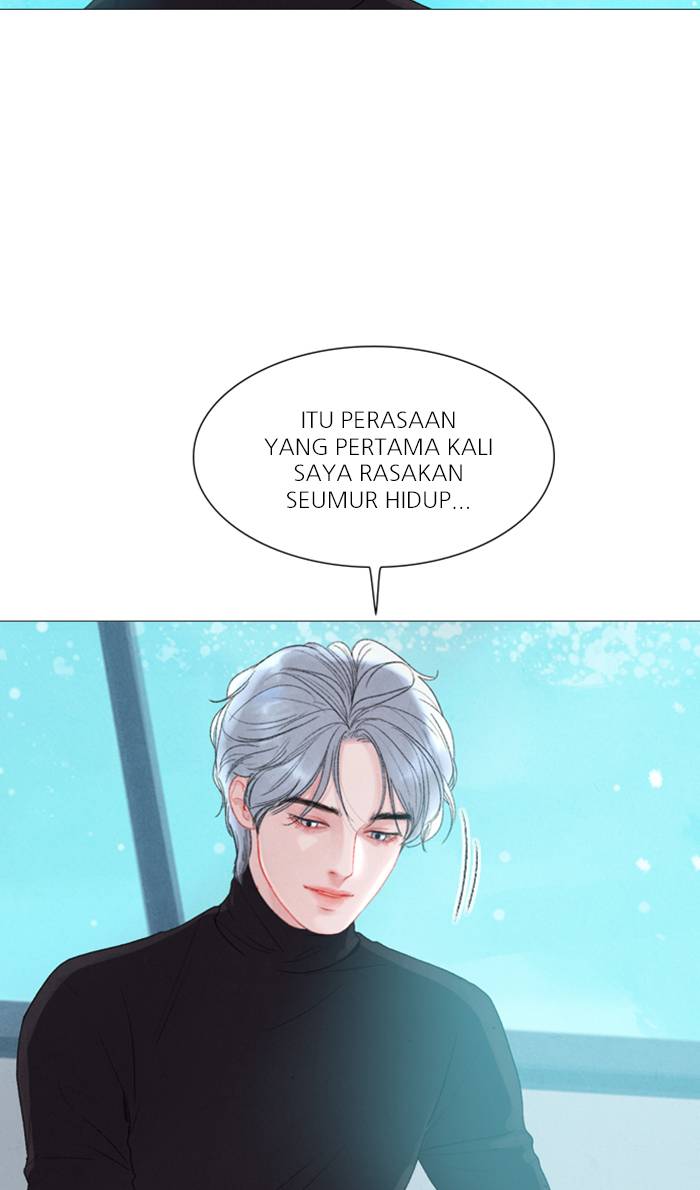 ITU PERASAAN
YANG PERTAMA KALI
SAYA RASAKAN
SEUMUR HIDUP...